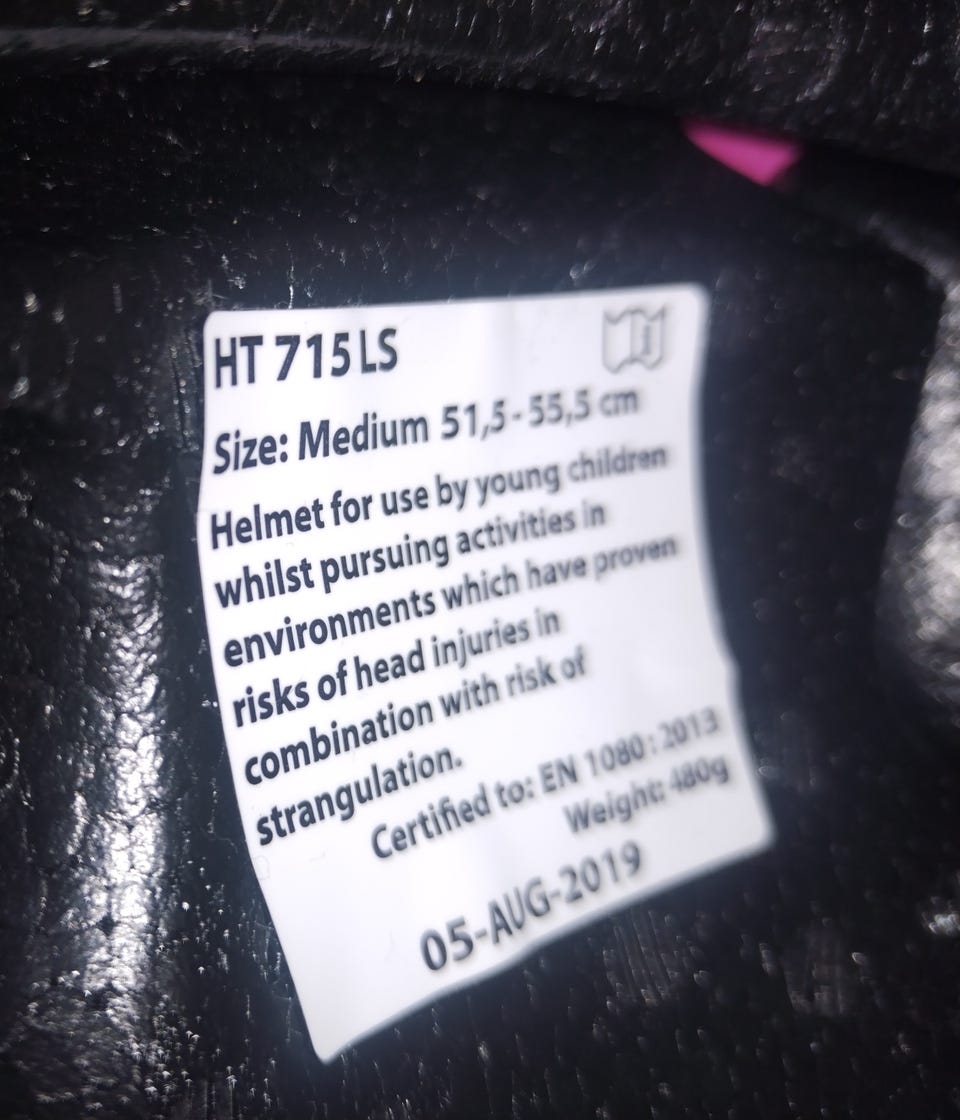 HT 715 LS
Size: Medium 51,5 - 55,5 cm
Helmet for use by young children
whilst pursuing activities in
environments which have proven
risks of head injuries in
combination with risk of
strangulation.
Certified to: EN 1080 : 2013
Weight: 480g
05-AUG-2019